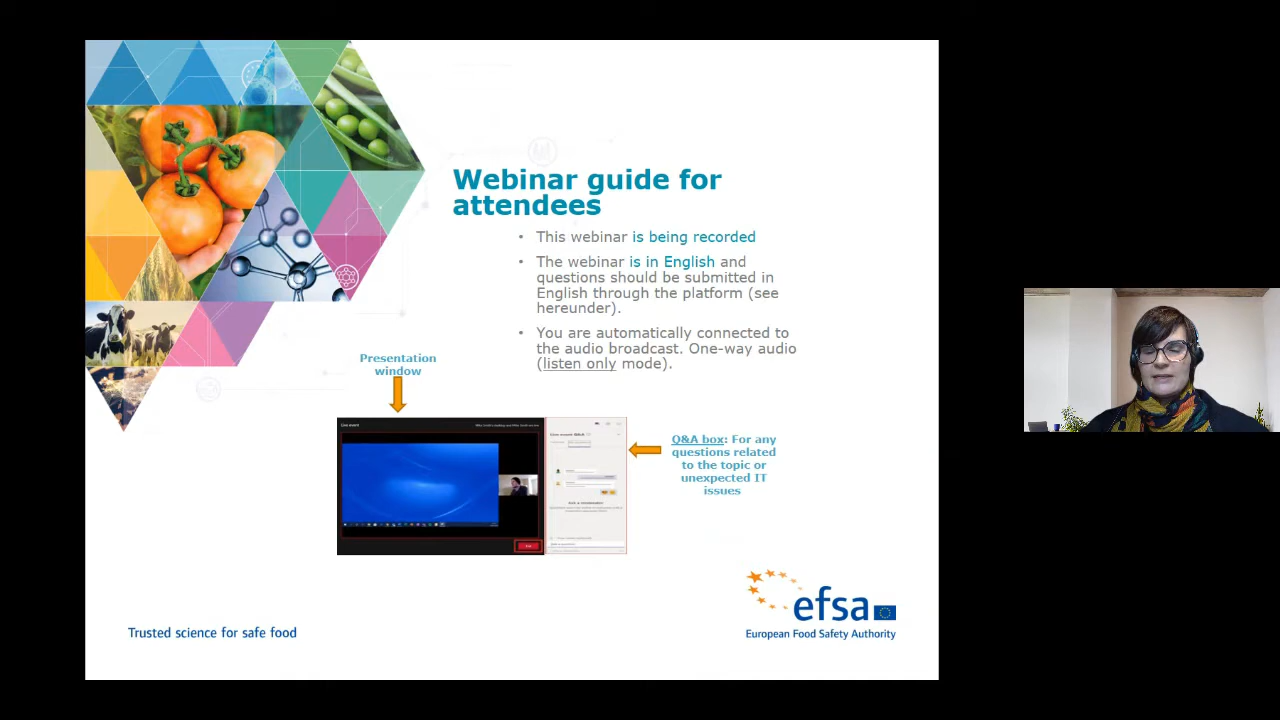 Webinar guide for
attendees
• This webinar is being recorded
• The webinar is in English and
questions should be submitted in
English through the platform (see
hereunder).
• You are automatically connected to
the audio broadcast. One-way audio
(listen only mode).
Presentation
window
Q&A box: For any
questions related
to the topic or
unexpected IT
issues
Trusted science for safe food
efsa
European Food Safety Authority